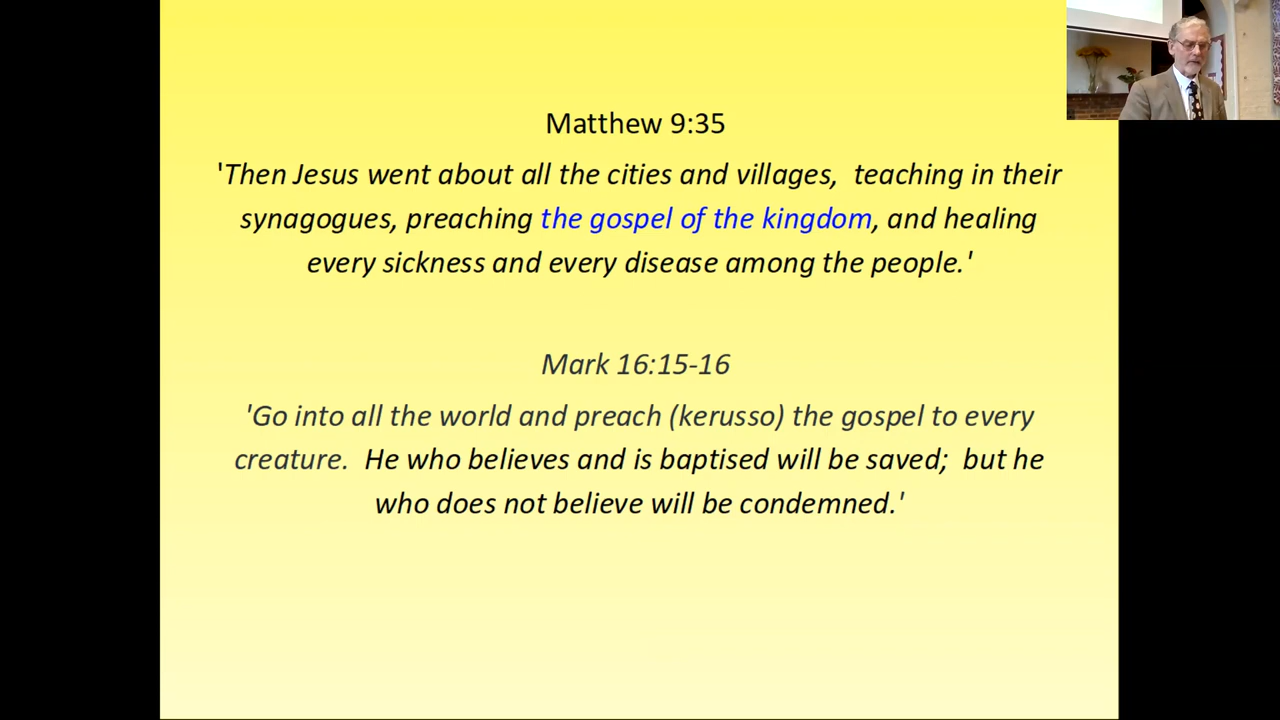 Matthew 9:35
'Then Jesus went about all the cities and villages,  teaching in their
synagogues, preaching the gospel of the kingdom, and healing
every sickness and every disease among the people.'
Mark 16:15-16
'Go into all the world and preach (kerusso) the gospel to every
creature.  He who believes and is baptised will be saved;  but he
who does not believe will be condemned.'